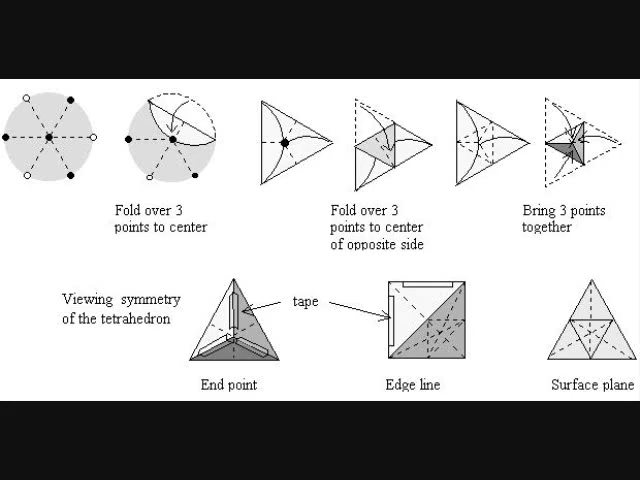 Fold over 3
points to center
Fold over 3
points to center
of opposite side
Bring 3 points
together
Viewing symmetry
of the tetrahedron
tape
End point
Edge line
Surface plane